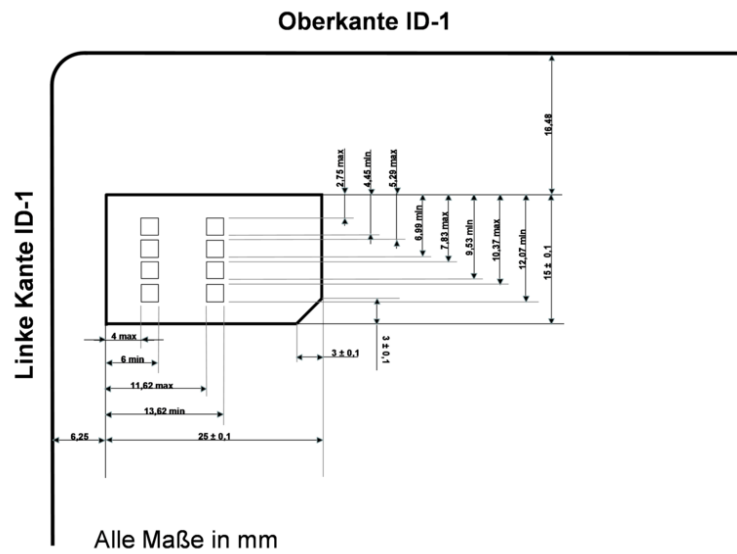 Oberkante ID-1
Linke Kante ID-1
16,48
2,75 max
4,45 min
5,29 max
6,99 min
7,83 max
9,53 min
10,37 max
12,07 min
15 ± 0,1
4 max
6 min
11,62 max
13,62 min
3 ± 0,1
3 ± 0,1
6,25
25 ± 0,1
Alle Maße in mm